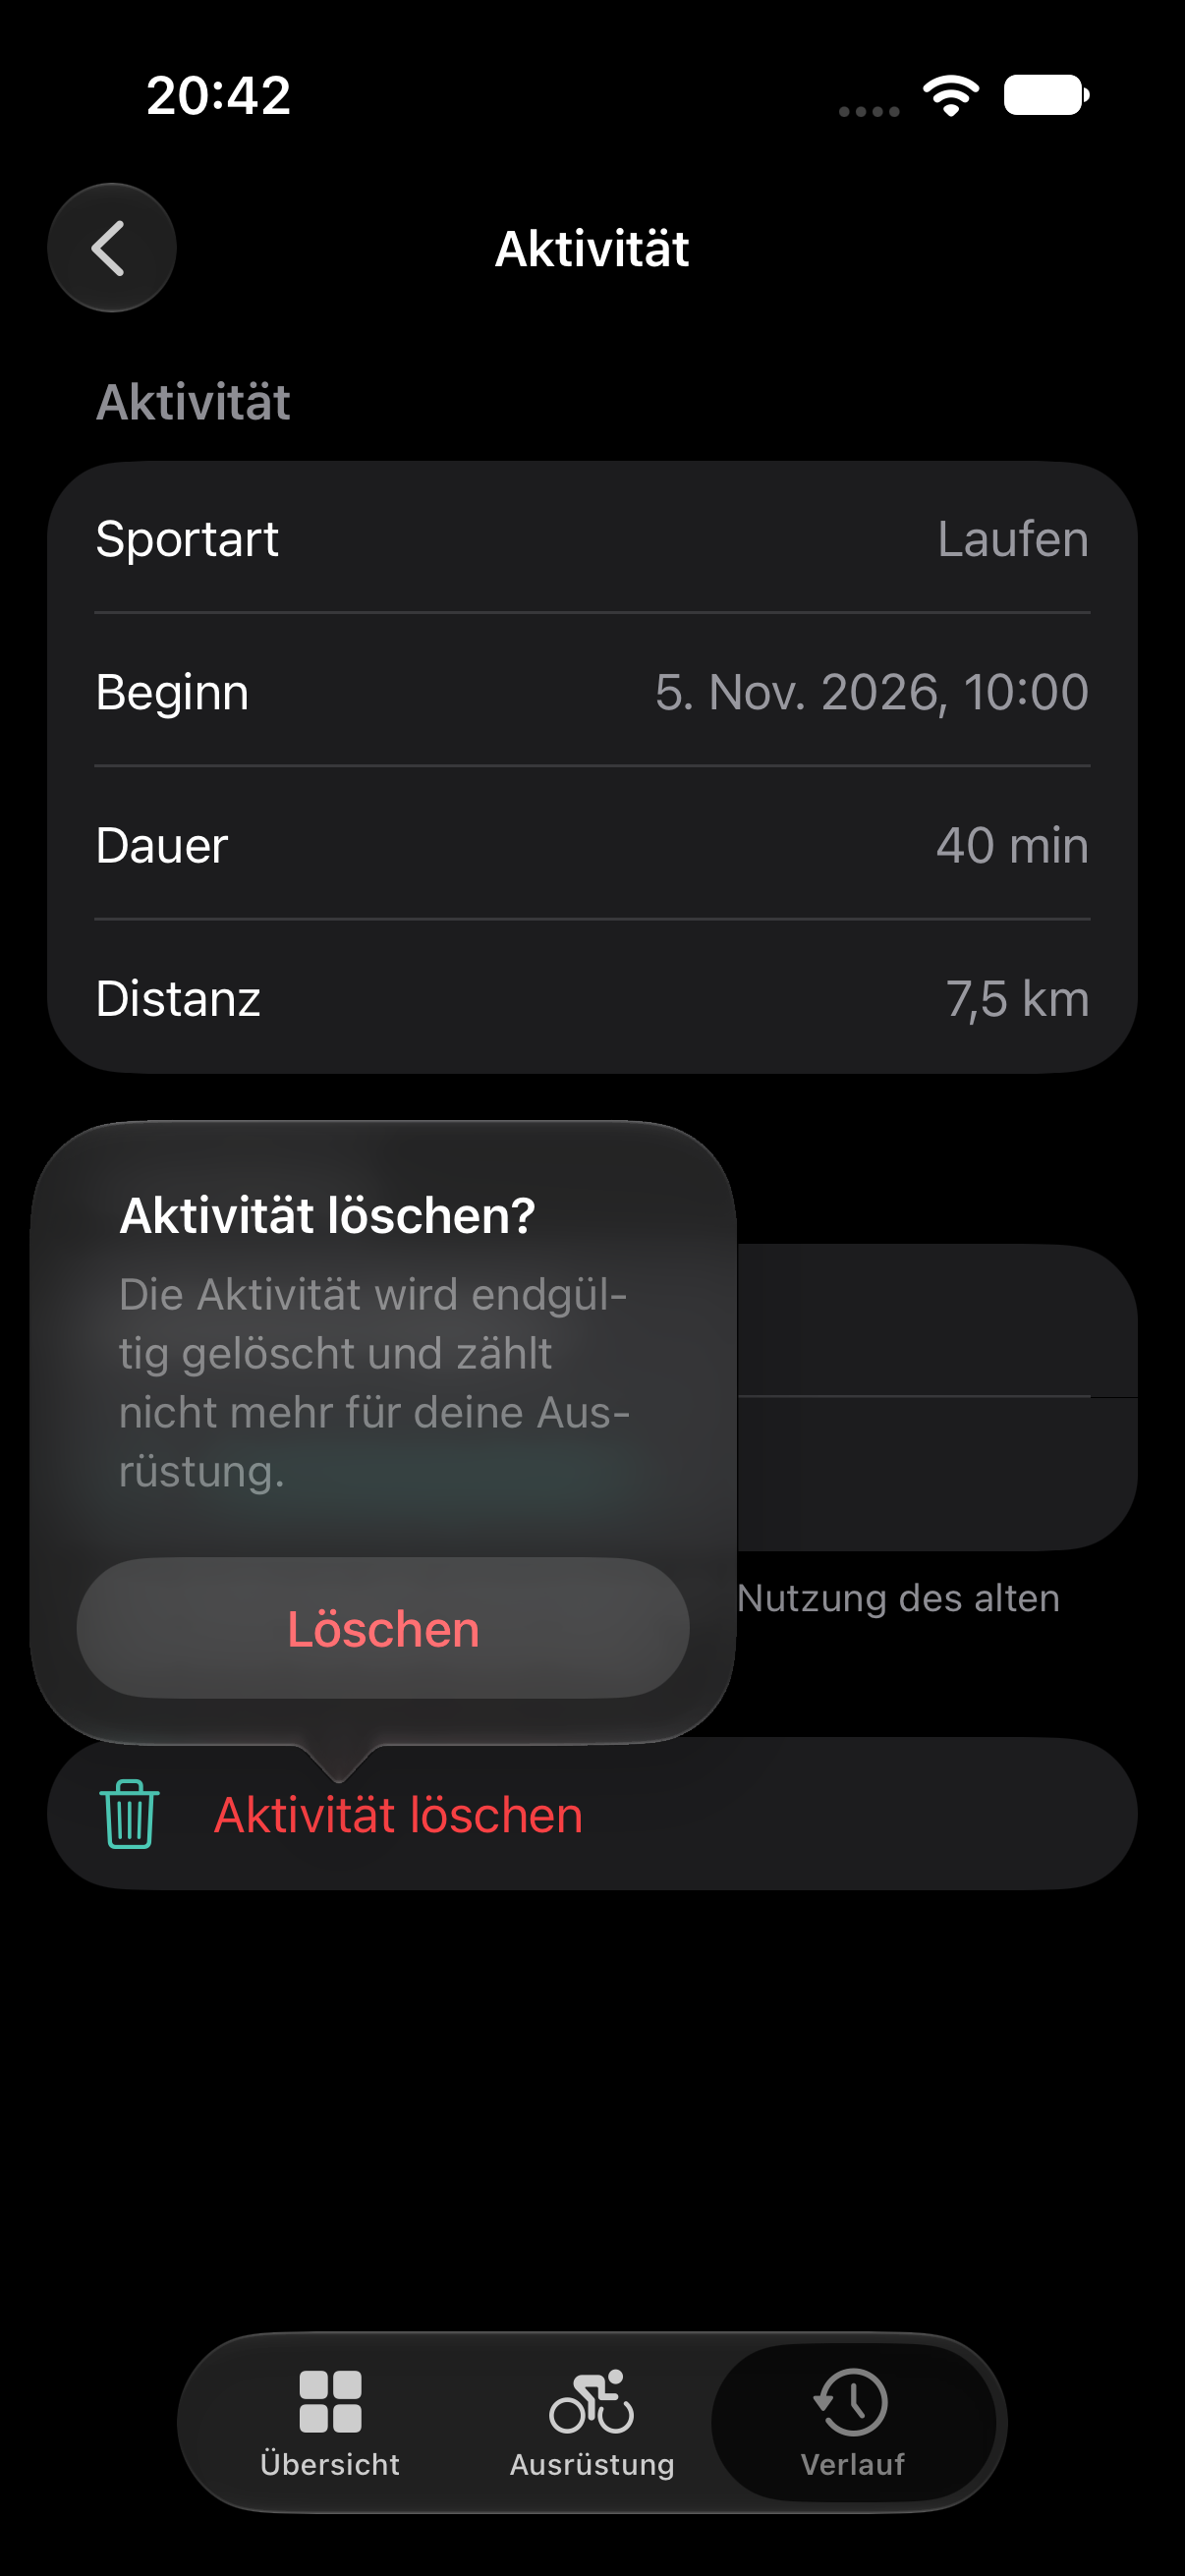 20:42
Aktivität
Aktivität
Sportart Laufen
Beginn 5. Nov. 2026, 10:00
Dauer 40 min
Distanz 7,5 km
Aktivität löschen?
Die Aktivität wird endgül-
tig gelöscht und zählt
nicht mehr für deine Aus-
rüstung.
Löschen
Nutzung des alten
Aktivität löschen
Übersicht Ausrüstung Verlauf